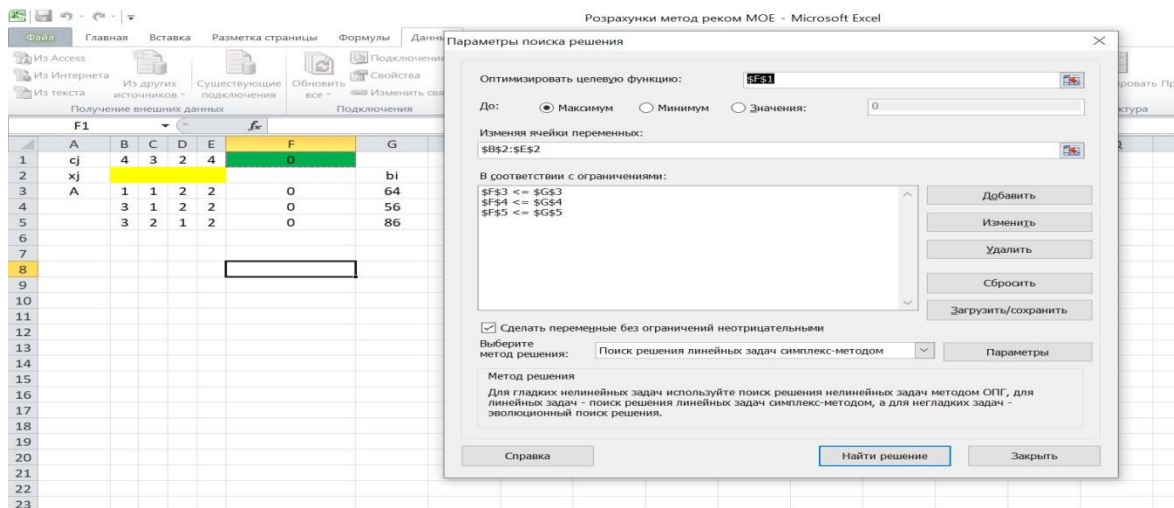 Розрахунки метод реком МОЕ - Microsoft Excel
Файл Главная Вставка Разметка страницы Формулы Данн
Из Access
Из Интернета
Из текста
Из других источников
Существующие подключения
Получение внешних данных
Обновить все
Подключения
Свойства
Изменить свя
Подключения
F1 fx
A B C D E F G
1 cj 4 3 2 4 0
2 xj bi
3 A 1 1 2 2 0 64
4 3 1 2 2 0 56
5 3 2 1 2 0 86
6
7
8
9
10
11
12
13
14
15
16
17
18
19
20
21
22
23
Параметры поиска решения
Оптимизировать целевую функцию: $F$1
До: Максимум Минимум Значения: 0
Изменяя ячейки переменных:
$B$2:$E$2
В соответствии с ограничениями:
$F$3 <= $G$3
$F$4 <= $G$4
$F$5 <= $G$5
Добавить
Изменить
Удалить
Сбросить
Загрузить/сохранить
Сделать переменные без ограничений неотрицательными
Выберите
метод решения:
Поиск решения линейных задач симплекс-методом
Параметры
Метод решения
Для гладких нелинейных задач используйте поиск решения нелинейных задач методом ОПГ, для
линейных задач - поиск решения линейных задач симплекс-методом, а для негладких задач -
эволюционный поиск решения.
Справка Найти решение Закрыть